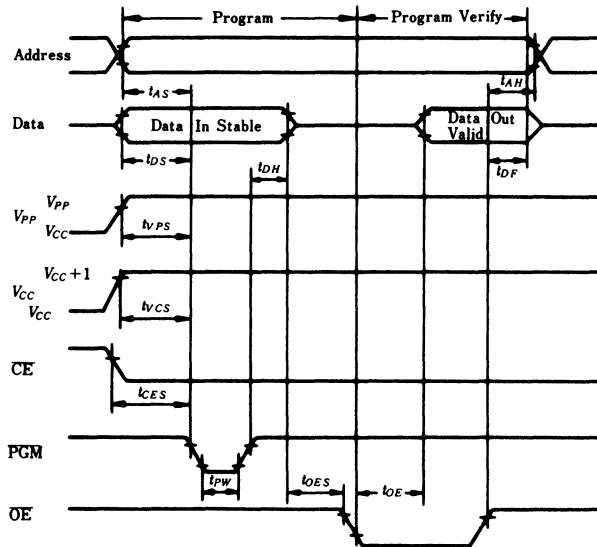 Program Program Verify
Address
tAS tAH
Data Data In Stable Data Out Valid
tDS tDH tDF
VPP
VPP
VCC
tVPS
VCC+1
VCC
VCC
tVCS
CE
tCES
PGM
tPW
tOES tOE
OE